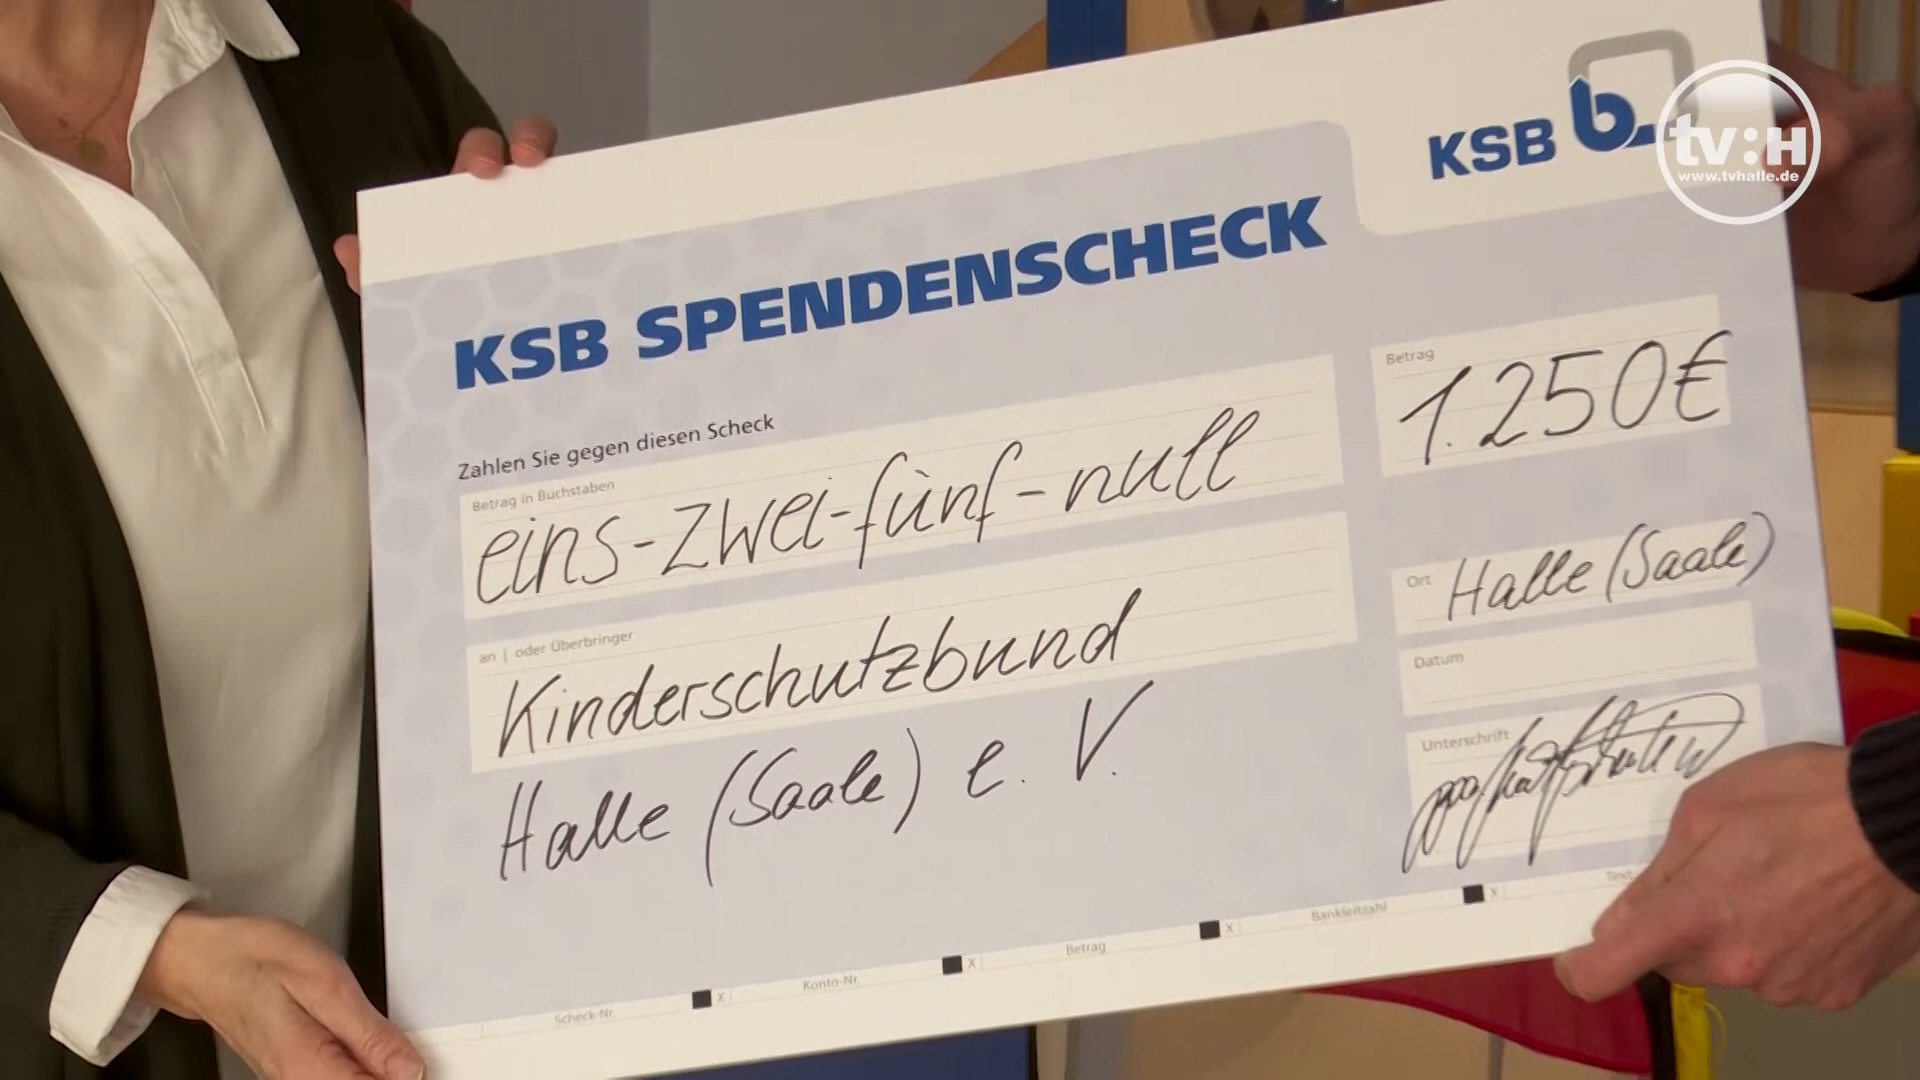 KSB b.
tv:H
www.tvhalle.de
KSB SPENDENSCHECK
Zahlen Sie gegen diesen Scheck
Betrag in Buchstaben
eins-zwei-fünf-null
Betrag
1.250€
an | oder Überbringer
Kinderschutzbund
Halle (Saale) e. V.
Ort Halle (Saale)
Datum
Unterschrift
Scheck-Nr. X Konto-Nr. X Betrag X Bankleitzahl X Text